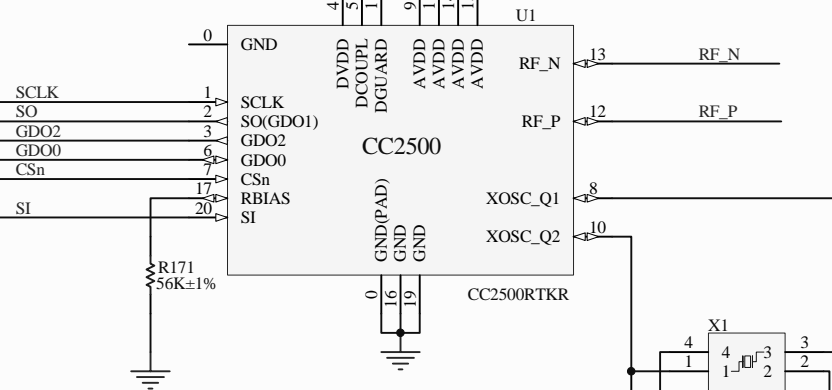 U1
4
5
1
9
1
1
1
0
GND
DVDD
DCOUPL
DGUARD
AVDD
AVDD
AVDD
AVDD
RF_N
13
RF_N
SCLK
1
SCLK
SO
2
SO(GDO1)
RF_P
12
RF_P
GDO2
3
GDO2
GDO0
6
GDO0
CC2500
CSn
7
CSn
17
RBIAS
XOSC_Q1
8
SI
20
SI
GND(PAD)
GND
GND
XOSC_Q2
10
R171
56K±1%
0
16
19
CC2500RTKR
X1
4
4
3
3
1
1
2
2